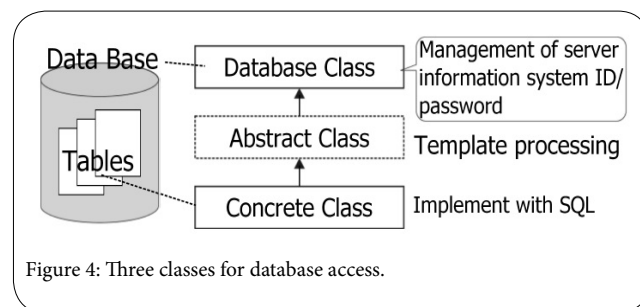 Data Base
Database Class
Management of server
information system ID/
password
Abstract Class
Template processing
Tables
Concrete Class
Implement with SQL
Figure 4: Three classes for database access.